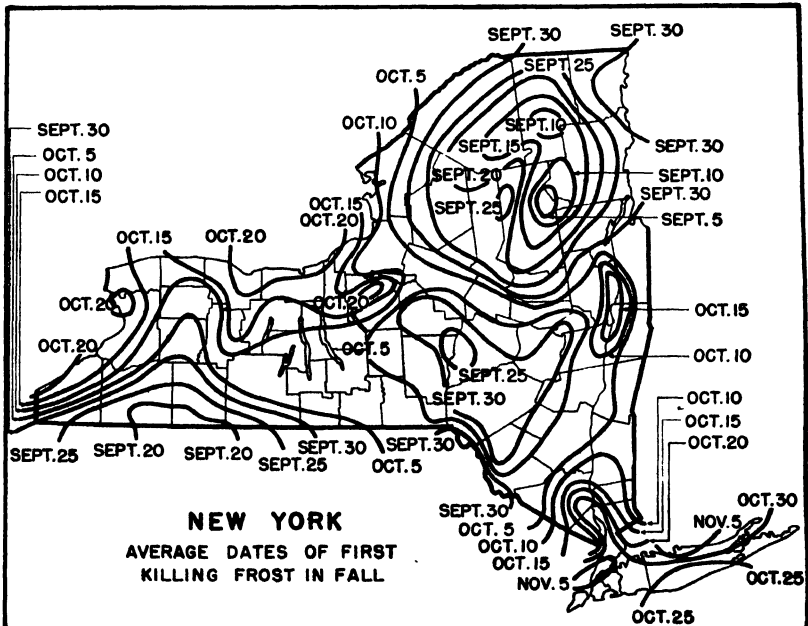 SEPT. 30
SEPT. 30
SEPT. 25
OCT. 5
OCT. 10
SEPT. 10
SEPT. 30
OCT. 5
OCT. 10
OCT. 15
SEPT. 15
SEPT. 30
SEPT. 20
SEPT. 10
SEPT. 30
SEPT. 25
SEPT. 5
OCT. 15
OCT. 20
OCT. 15
OCT. 20
OCT. 20
OCT. 20
OCT. 15
OCT. 20
OCT. 5
OCT. 10
SEPT. 25
SEPT. 30
OCT. 10
OCT. 15
OCT. 20
SEPT. 25
SEPT. 20
SEPT. 20
SEPT. 25
SEPT. 30
OCT. 5
SEPT. 30
SEPT. 30
OCT. 5
OCT. 10
OCT. 15
NOV. 5
NOV. 5
OCT. 30
OCT. 25
OCT. 25
NEW YORK
AVERAGE DATES OF FIRST
KILLING FROST IN FALL